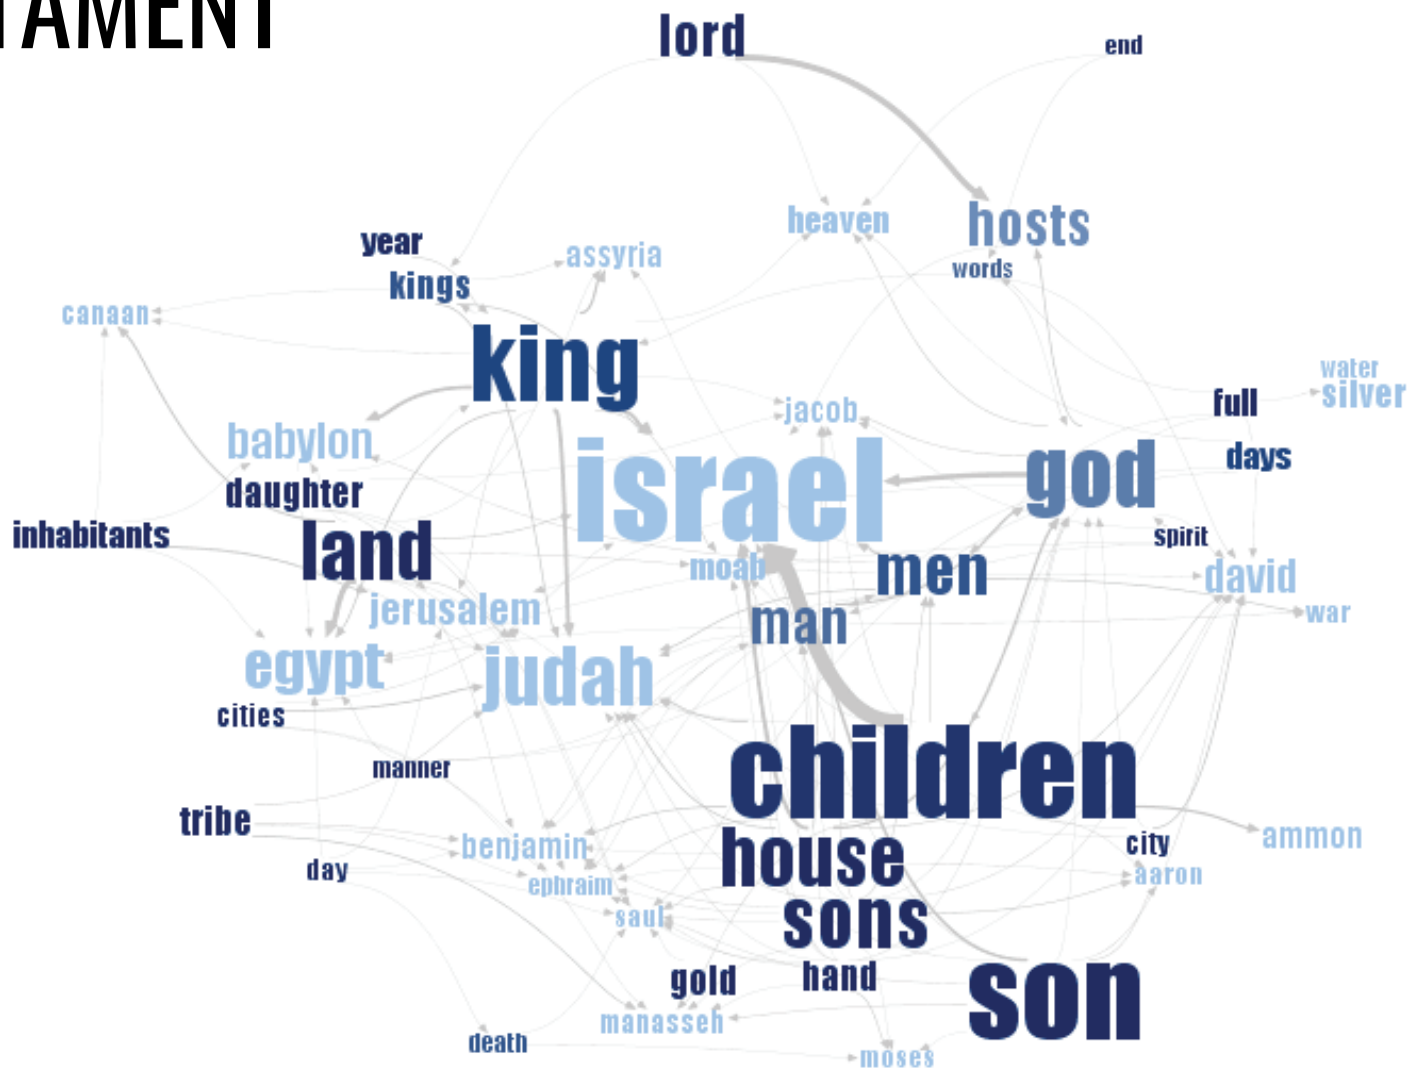 TAMENT
lord
end
heaven
hosts
year
assyria
words
kings
canaan
king
water
silver
jacob
full
babylon
israel
god
days
daughter
inhabitants
land
spirit
moab
men
david
jerusalem
man
war
egypt
judah
cities
manner
children
tribe
benjamin
house
city
ammon
day
ephraim
aaron
saul
sons
gold
hand
son
manasseh
death
moses